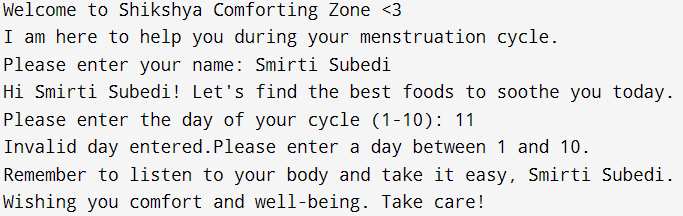 Welcome to Shikshya Comforting Zone <3
I am here to help you during your menstruation cycle.
Please enter your name: Smirti Subedi
Hi Smirti Subedi! Let's find the best foods to soothe you today.
Please enter the day of your cycle (1-10): 11
Invalid day entered.Please enter a day between 1 and 10.
Remember to listen to your body and take it easy, Smirti Subedi.
Wishing you comfort and well-being. Take care!